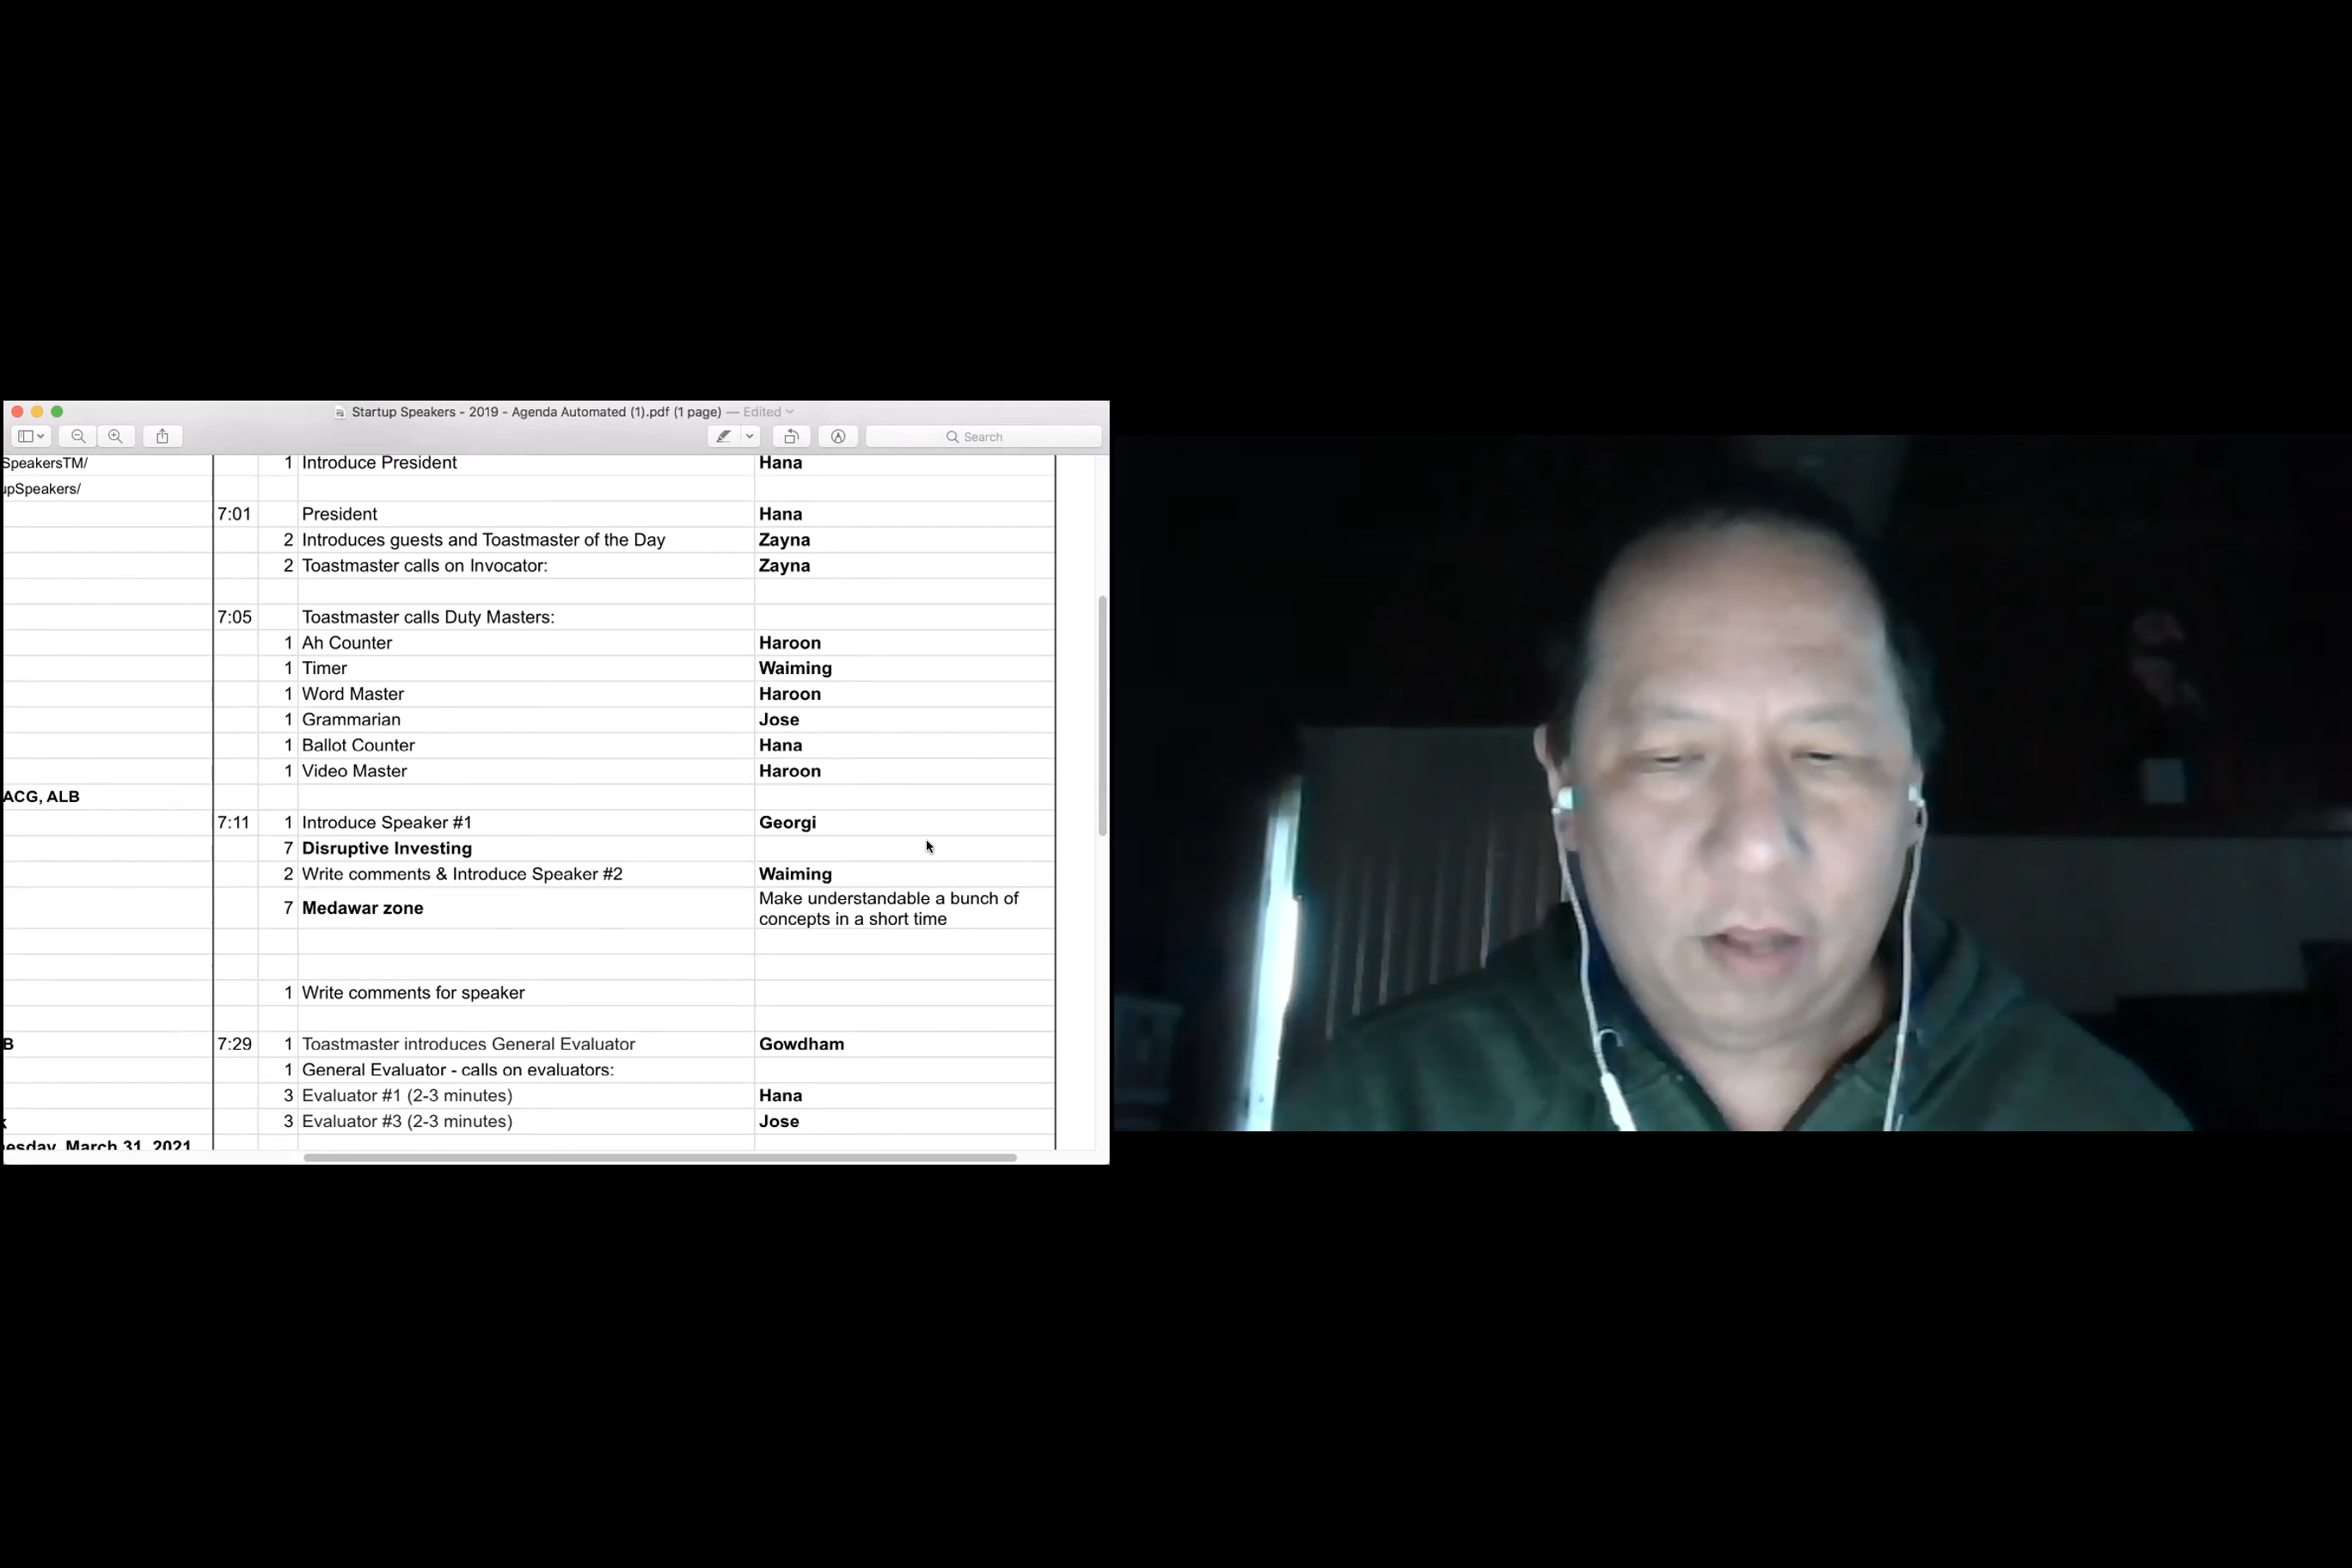 Startup Speakers - 2019 - Agenda Automated (1).pdf (1 page) — Edited
Search
SpeakersTM/ 1 Introduce President Hana
upSpeakers/
7:01 President Hana
2 Introduces guests and Toastmaster of the Day Zayna
2 Toastmaster calls on Invocator: Zayna
7:05 Toastmaster calls Duty Masters:
1 Ah Counter Haroon
1 Timer Waiming
1 Word Master Haroon
1 Grammarian Jose
1 Ballot Counter Hana
1 Video Master Haroon
ACG, ALB
7:11 1 Introduce Speaker #1 Georgi
7 Disruptive Investing
2 Write comments & Introduce Speaker #2 Waiming
7 Medawar zone Make understandable a bunch of
concepts in a short time
1 Write comments for speaker
B 7:29 1 Toastmaster introduces General Evaluator Gowdham
1 General Evaluator - calls on evaluators:
3 Evaluator #1 (2-3 minutes) Hana
3 Evaluator #3 (2-3 minutes) Jose
esday, March 31, 2021